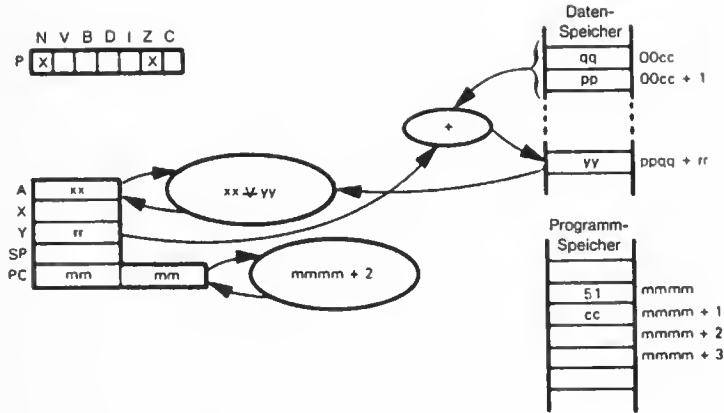 N V B D I Z C
P X X
Daten-
Speicher
qq 00cc
pp 00cc + 1
+
yy ppqq + rr
A xx
xx ⊻ yy
X
Y rr
SP
PC mm mm
mmmm + 2
Programm-
Speicher
51 mmmm
cc mmmm + 1
mmmm + 2
mmmm + 3